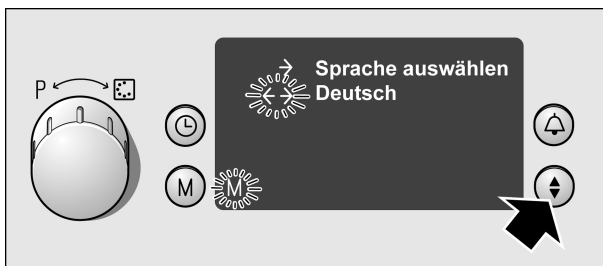 P
→ Sprache auswählen
← → Deutsch
M
M